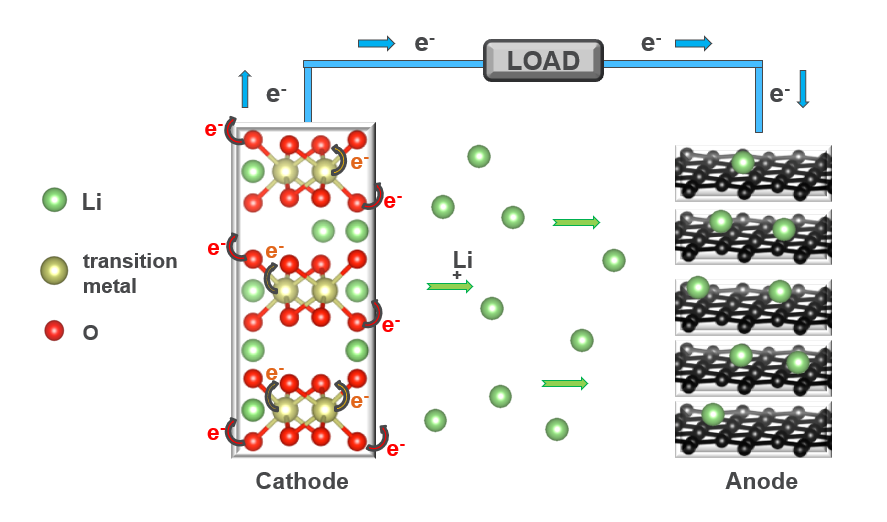 e-
LOAD
e-
e-
e-
e-
e-
e-
Li
e-
e-
transition
metal
Li
+
O
e-
e-
e-
e-
e-
Cathode
Anode